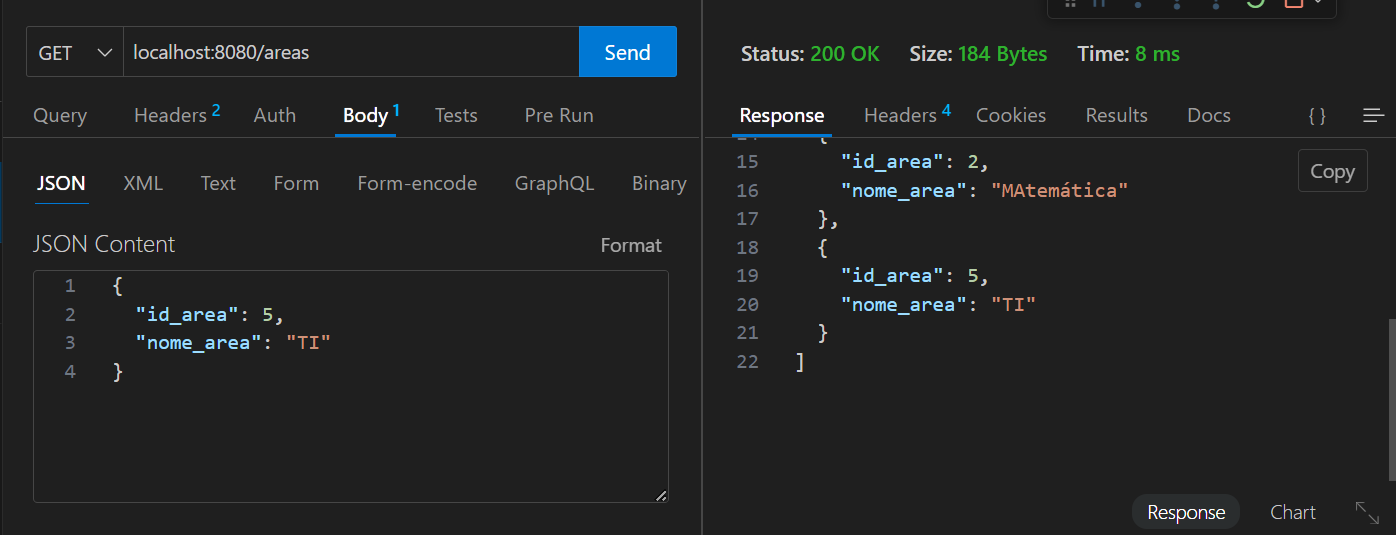 GET localhost:8080/areas Send
Query Headers 2 Auth Body 1 Tests Pre Run
JSON XML Text Form Form-encode GraphQL Binary
JSON Content Format
1 {
2 "id_area": 5,
3 "nome_area": "TI"
4 }
Status: 200 OK Size: 184 Bytes Time: 8 ms
Response Headers 4 Cookies Results Docs { }
Copy
15 "id_area": 2,
16 "nome_area": "MAtemática"
17 },
18 {
19 "id_area": 5,
20 "nome_area": "TI"
21 }
22 ]
Response Chart